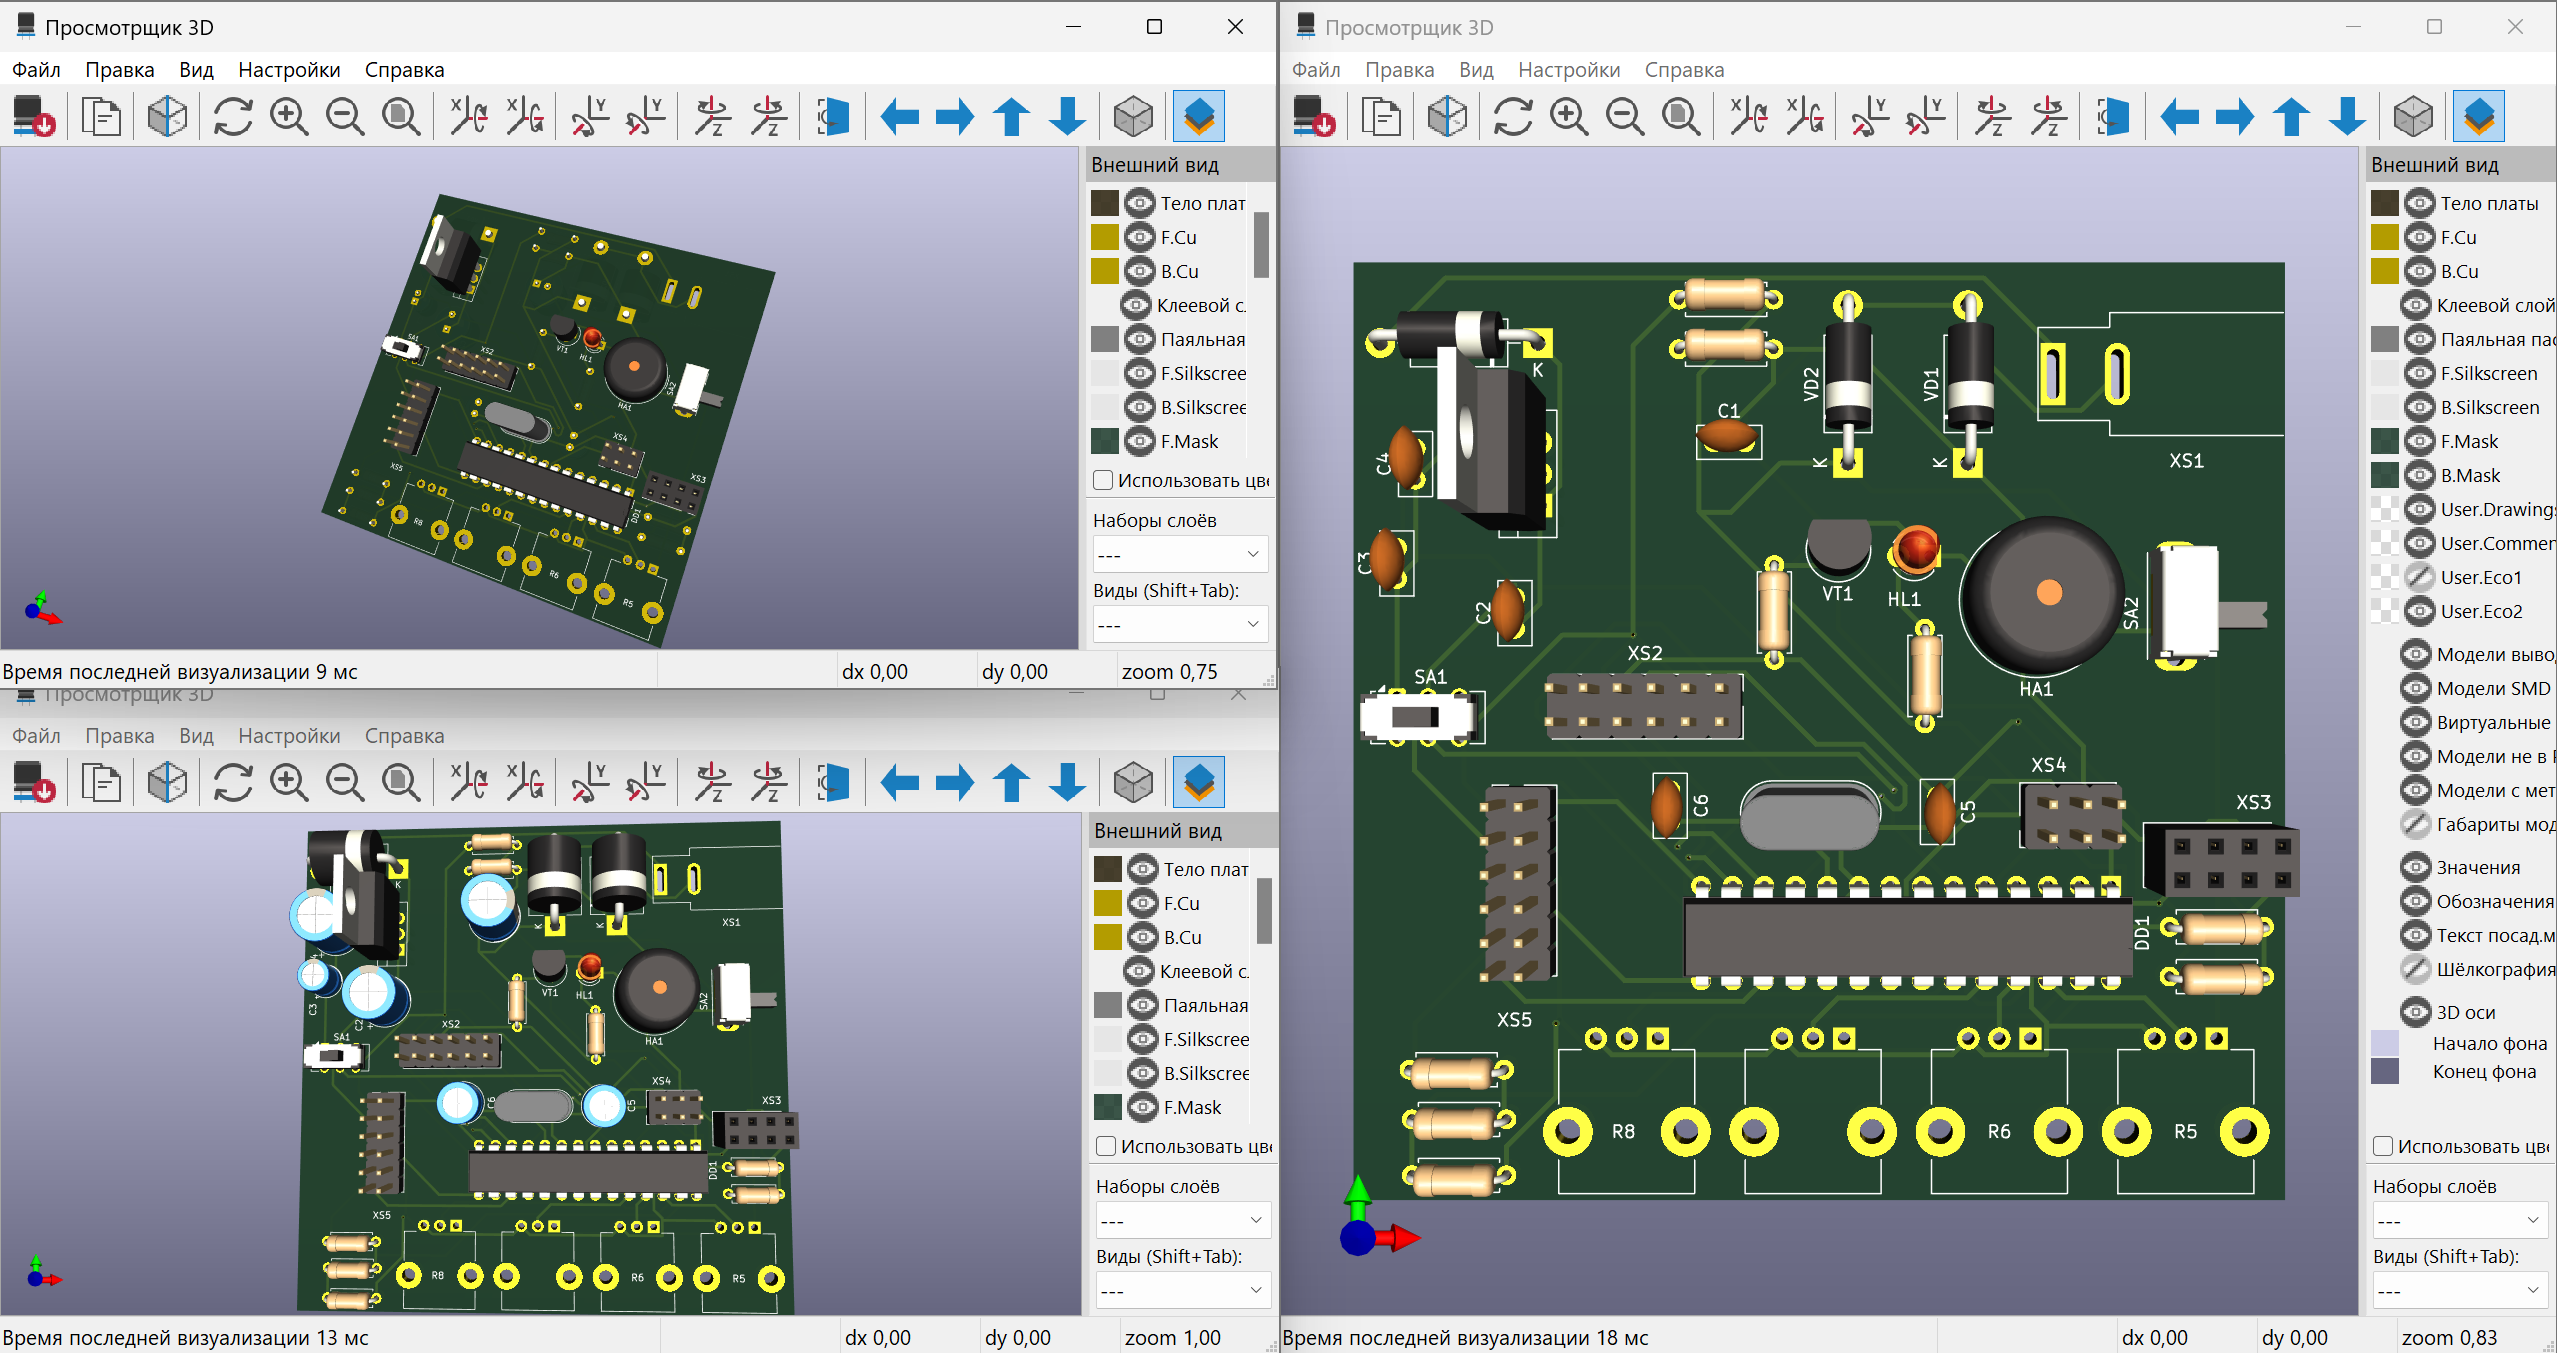 Просмотрщик 3D
Файл Правка Вид Настройки Справка
Внешний вид
Тело плат
F.Cu
B.Cu
Клеевой с
Паяльная
F.Silkscree
B.Silkscree
F.Mask
Использовать цве
Наборы слоёв
---
Виды (Shift+Tab):
---
SA1
XS2
VT1
HL1
HA1
SA2
XS4
XS3
XS5
DD1
R8
R6
R5
Время последней визуализации 9 мс
dx 0,00
dy 0,00
zoom 0,75
Просмотрщик 3D
Файл Правка Вид Настройки Справка
Внешний вид
Тело плат
F.Cu
B.Cu
Клеевой с
Паяльная
F.Silkscree
B.Silkscree
F.Mask
Использовать цве
Наборы слоёв
---
Виды (Shift+Tab):
---
K
K
K
XS1
VT1
HL1
C3
C2
SA2
XS2
SA1
HA1
XS4
C6
C5
XS3
DD1
XS5
R8
R6
R5
Время последней визуализации 13 мс
dx 0,00
dy 0,00
zoom 1,00
Просмотрщик 3D
Файл Правка Вид Настройки Справка
Внешний вид
Тело платы
F.Cu
B.Cu
Клеевой слой
Паяльная пас
F.Silkscreen
B.Silkscreen
F.Mask
B.Mask
User.Drawings
User.Commen
User.Eco1
User.Eco2
Модели выво
Модели SMD
Виртуальные
Модели не в
Модели с мет
Габариты мод
Значения
Обозначения
Текст посад.м
Шёлкография
3D оси
Начало фона
Конец фона
Использовать цве
Наборы слоёв
---
Виды (Shift+Tab):
---
K
VD2
VD1
C1
C4
K
K
XS1
C3
C2
VT1
HL1
SA2
XS2
SA1
HA1
XS4
C6
C5
XS3
DD1
XS5
R8
R6
R5
Время последней визуализации 18 мс
dx 0,00
dy 0,00
zoom 0,83